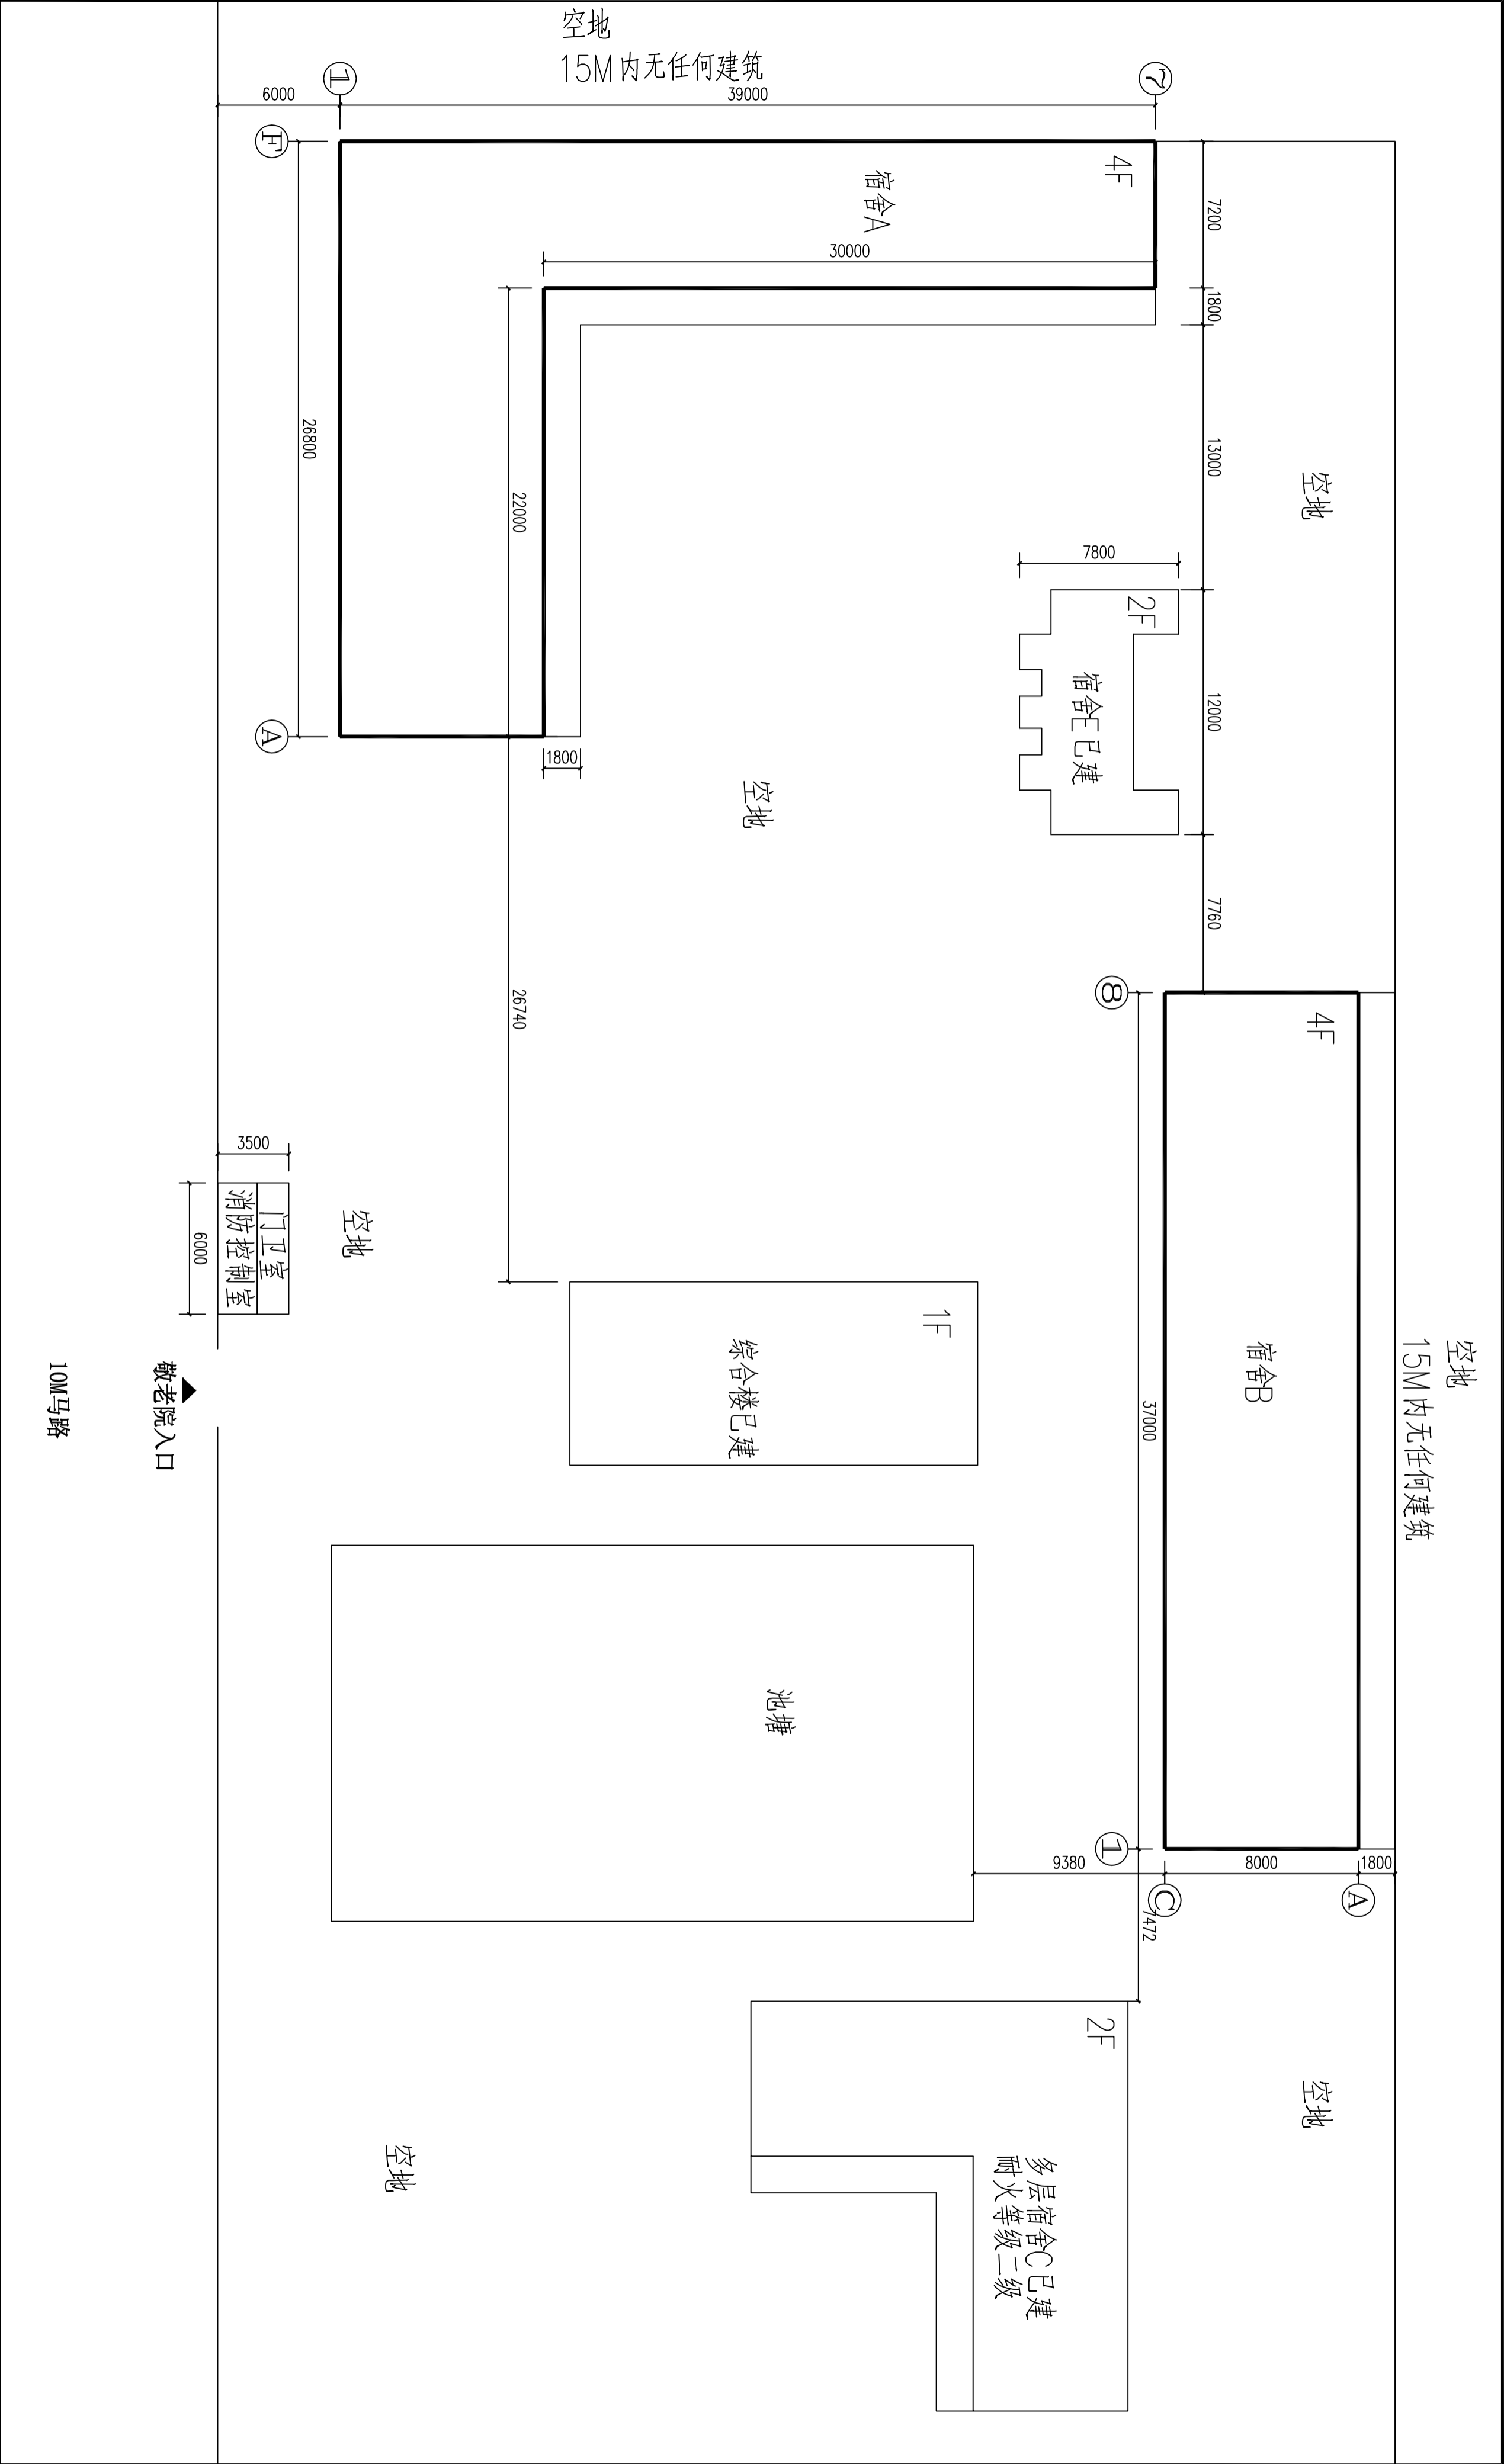 空地
15M内无任何建筑
6000
39000
1
7
F
A
4F
宿舍A
30000
7200
1800
13000
12000
7760
26800
22000
26740
1800
7800
2F
宿舍E已建
空地
空地
8
4F
宿舍B
37000
1
C
A
9380
8000
1800
7472
空地
15M内无任何建筑
3500
6000
门卫室
消防控制室
空地
1F
综合楼已建
池塘
敬老院入口
10M马路
2F
多层宿舍C已建
耐火等级二级
空地
空地